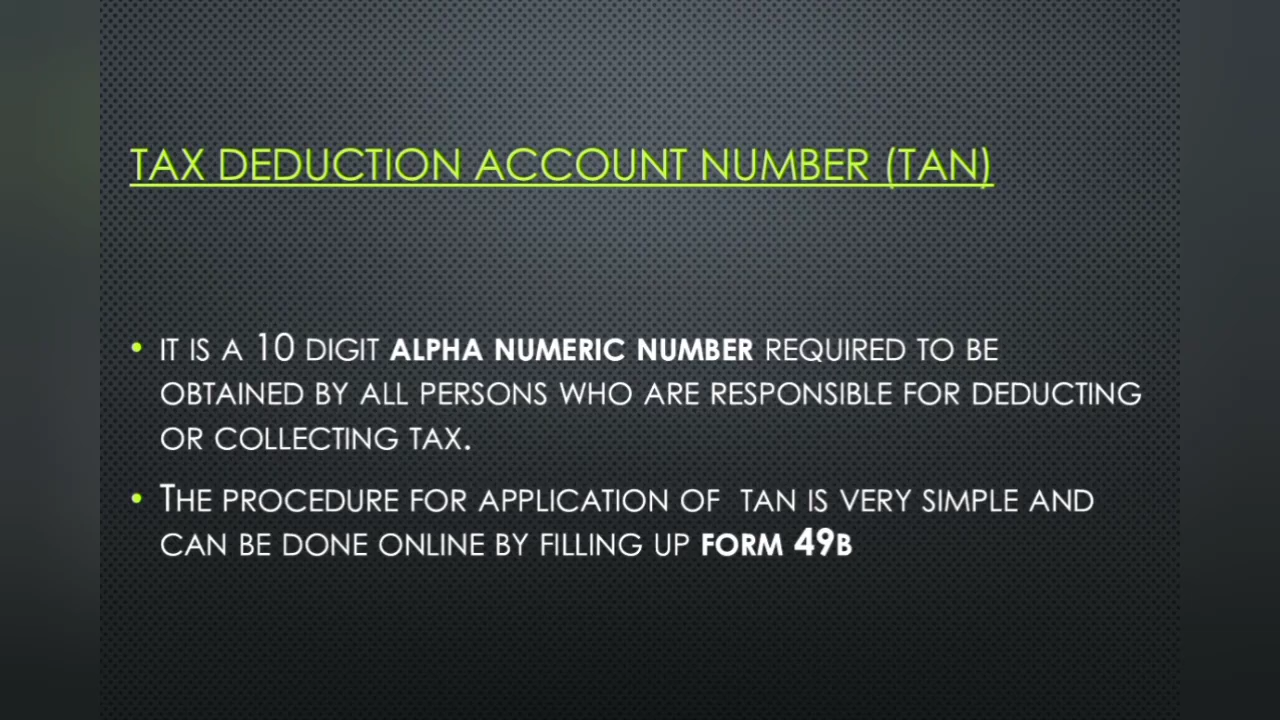 TAX DEDUCTION ACCOUNT NUMBER (TAN)
• IT IS A 10 DIGIT ALPHA NUMERIC NUMBER REQUIRED TO BE
OBTAINED BY ALL PERSONS WHO ARE RESPONSIBLE FOR DEDUCTING
OR COLLECTING TAX.
• THE PROCEDURE FOR APPLICATION OF TAN IS VERY SIMPLE AND
CAN BE DONE ONLINE BY FILLING UP FORM 49B